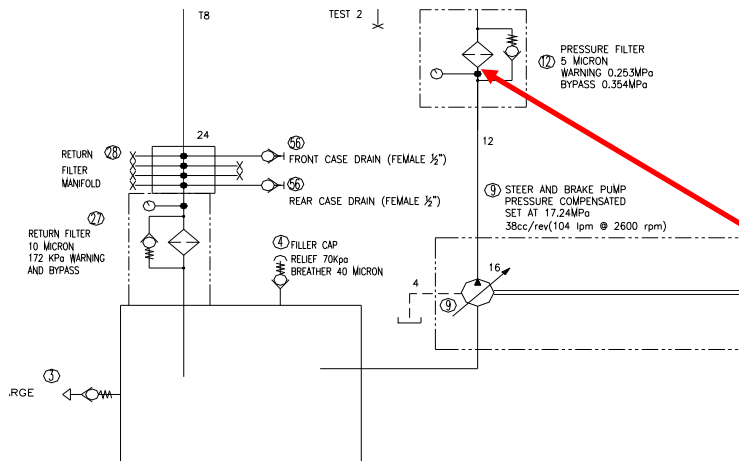 T8
TEST 2
12 PRESSURE FILTER
5 MICRON
WARNING 0.253MPa
BYPASS 0.354MPa
24
12
RETURN 28
FILTER
MANIFOLD
56
FRONT CASE DRAIN (FEMALE ½")
56
REAR CASE DRAIN (FEMALE ½")
9 STEER AND BRAKE PUMP
PRESSURE COMPENSATED
SET AT 17.24MPa
38cc/rev(104 lpm @ 2600 rpm)
27
RETURN FILTER
10 MICRON
172 KPa WARNING
AND BYPASS
4 FILLER CAP
RELIEF 70Kpa
BREATHER 40 MICRON
4
16
9
3
.RGE